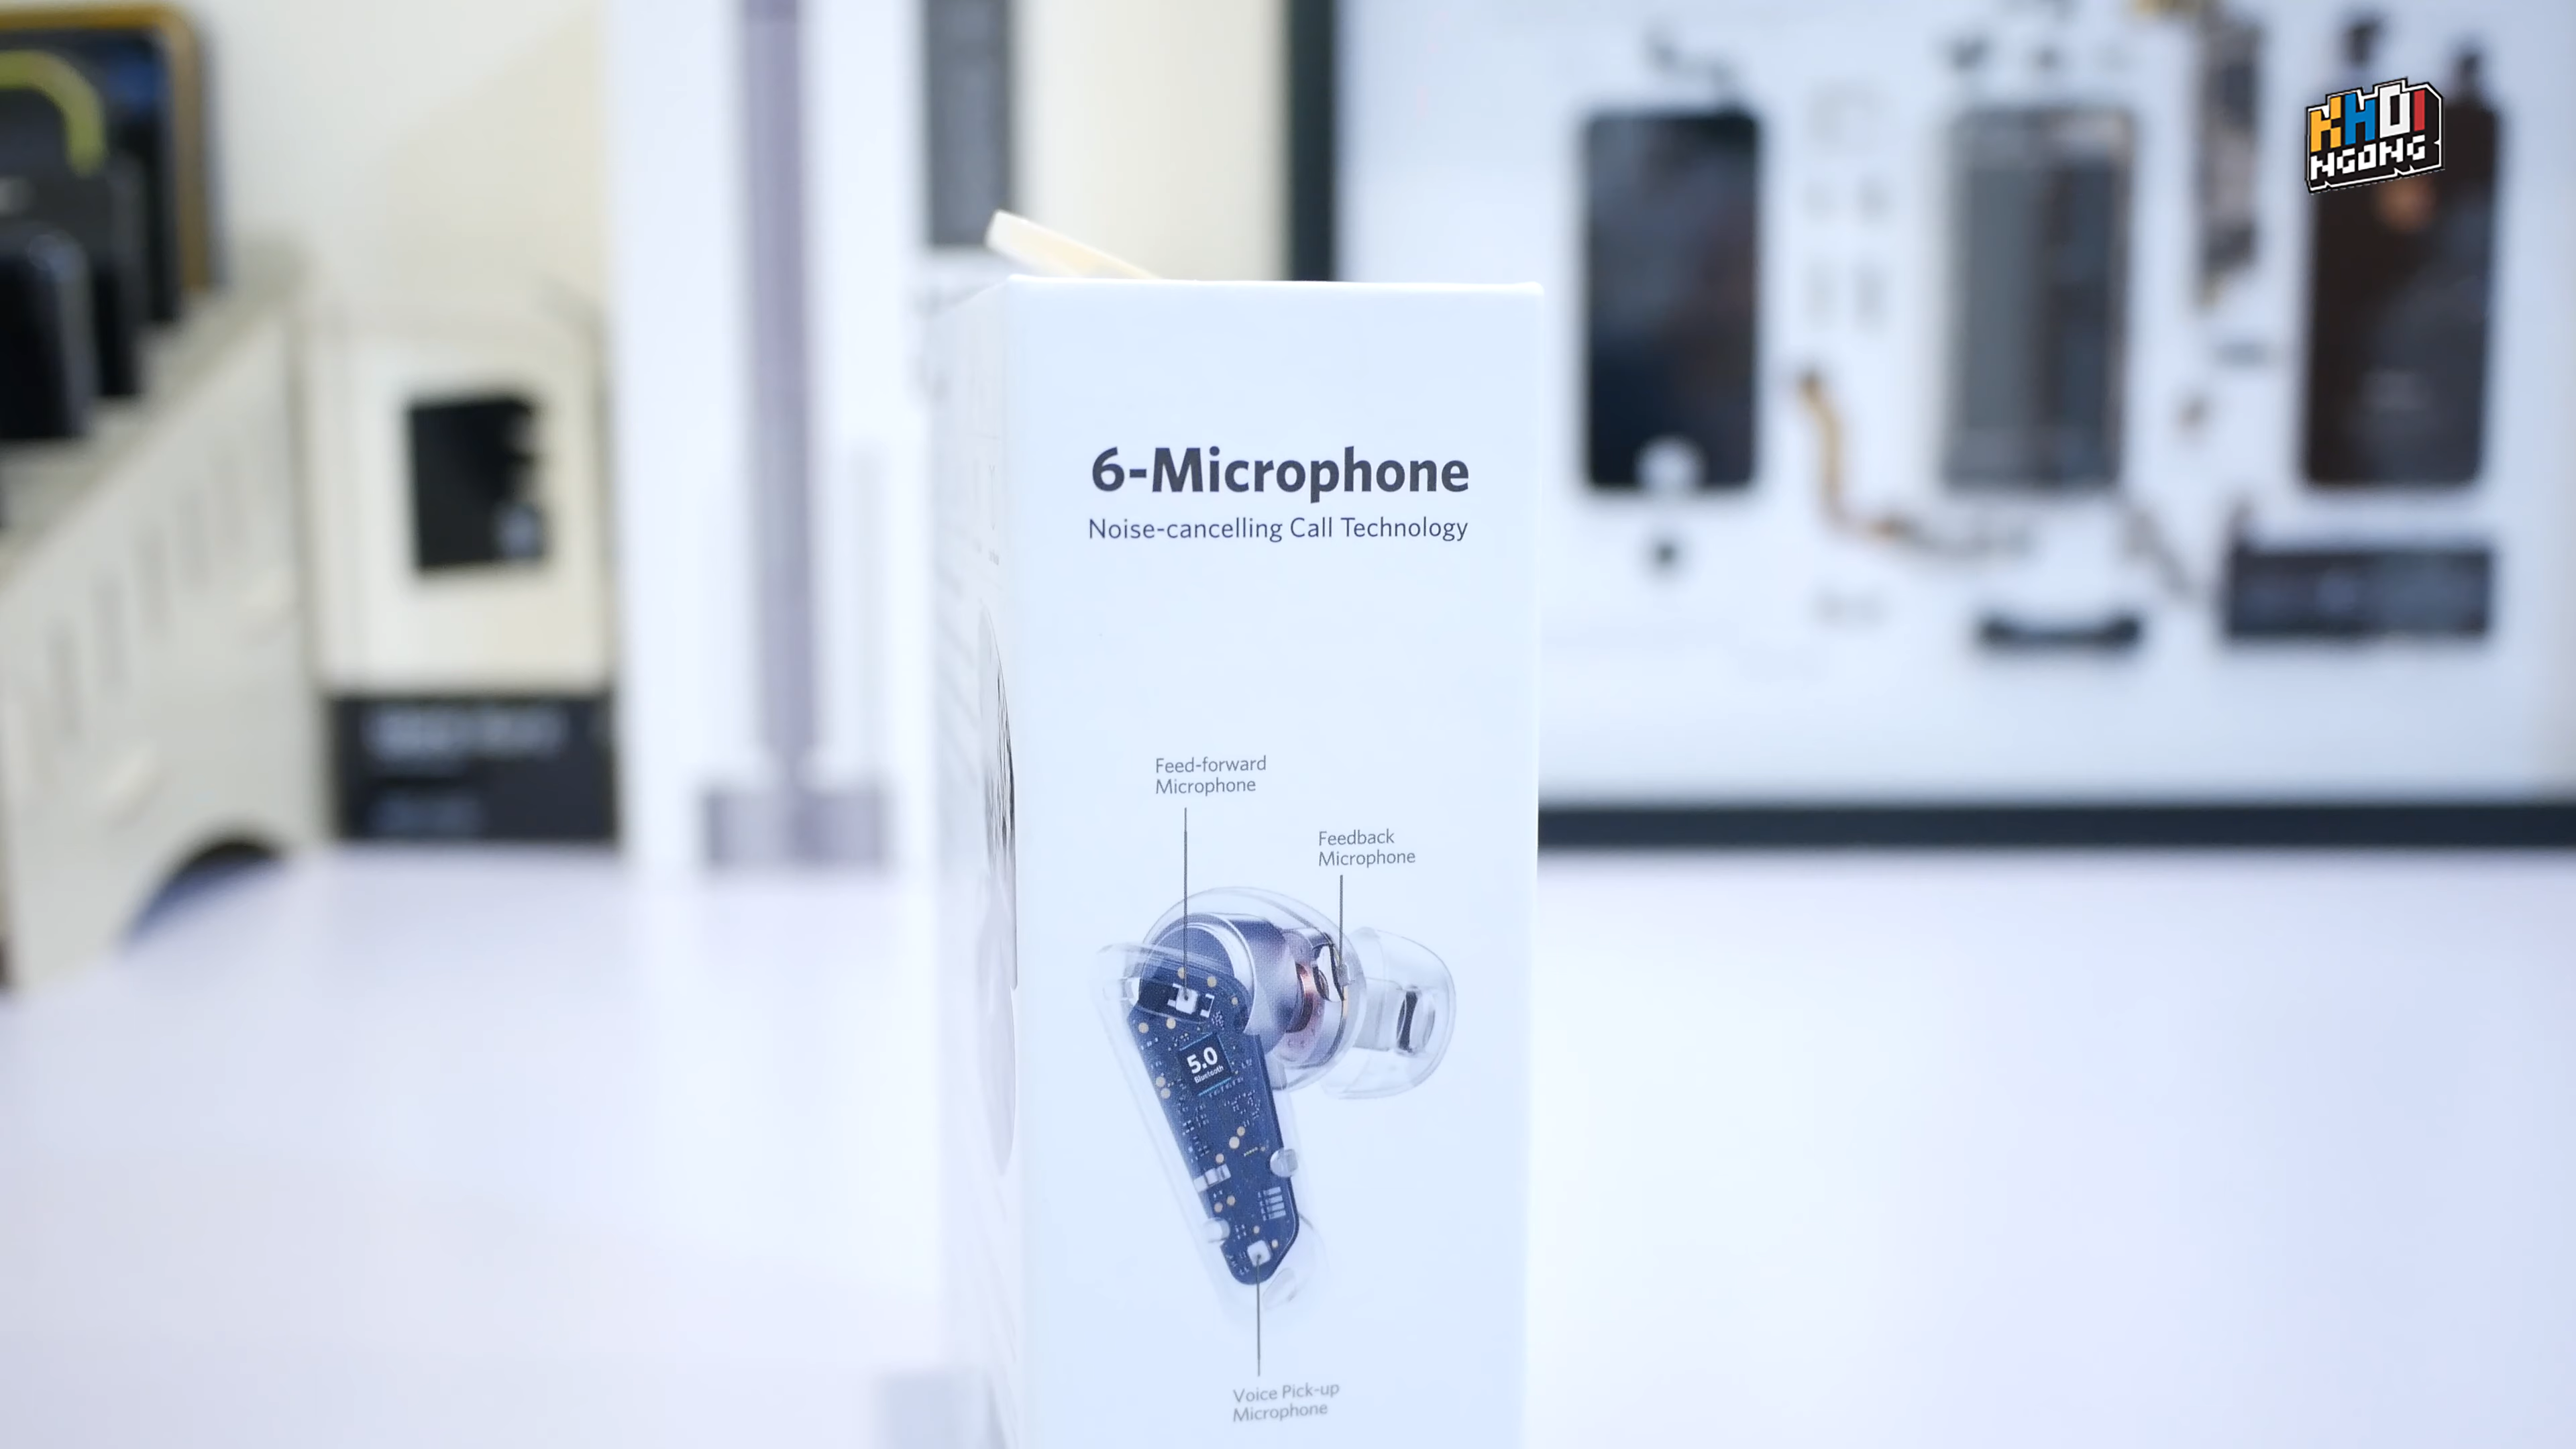 KHOI
NGONG
6-Microphone
Noise-cancelling Call Technology
Feed-forward
Microphone
Feedback
Microphone
5.0
Bluetooth
Voice Pick-up
Microphone